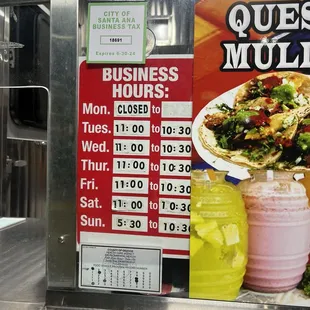 CITY OF
SANTA ANA
BUSINESS TAX
BUSINESS
HOURS:
Mon. CLOSED to
Tues. 11:00 to 10:30
Wed. 11:00 to 10:30
Thur. 11:00 to 10:30
Fri. 11:00 to 10:30
Sat. 11:00 to 10:30
Sun. 5:30 to 10:30
QUES
MUL